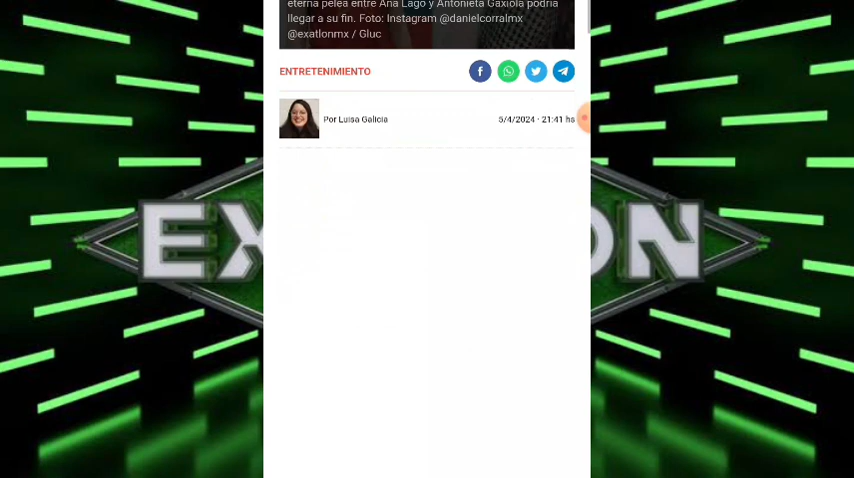 eterna pelea entre Ana Lago y Antonieta Gaxiola podría
llegar a su fin. Foto: Instagram @danielcorralmx
@exatlonmx / Gluc
ENTRETENIMIENTO
Por Luisa Galicia
5/4/2024 · 21:41 hs
EX
ON